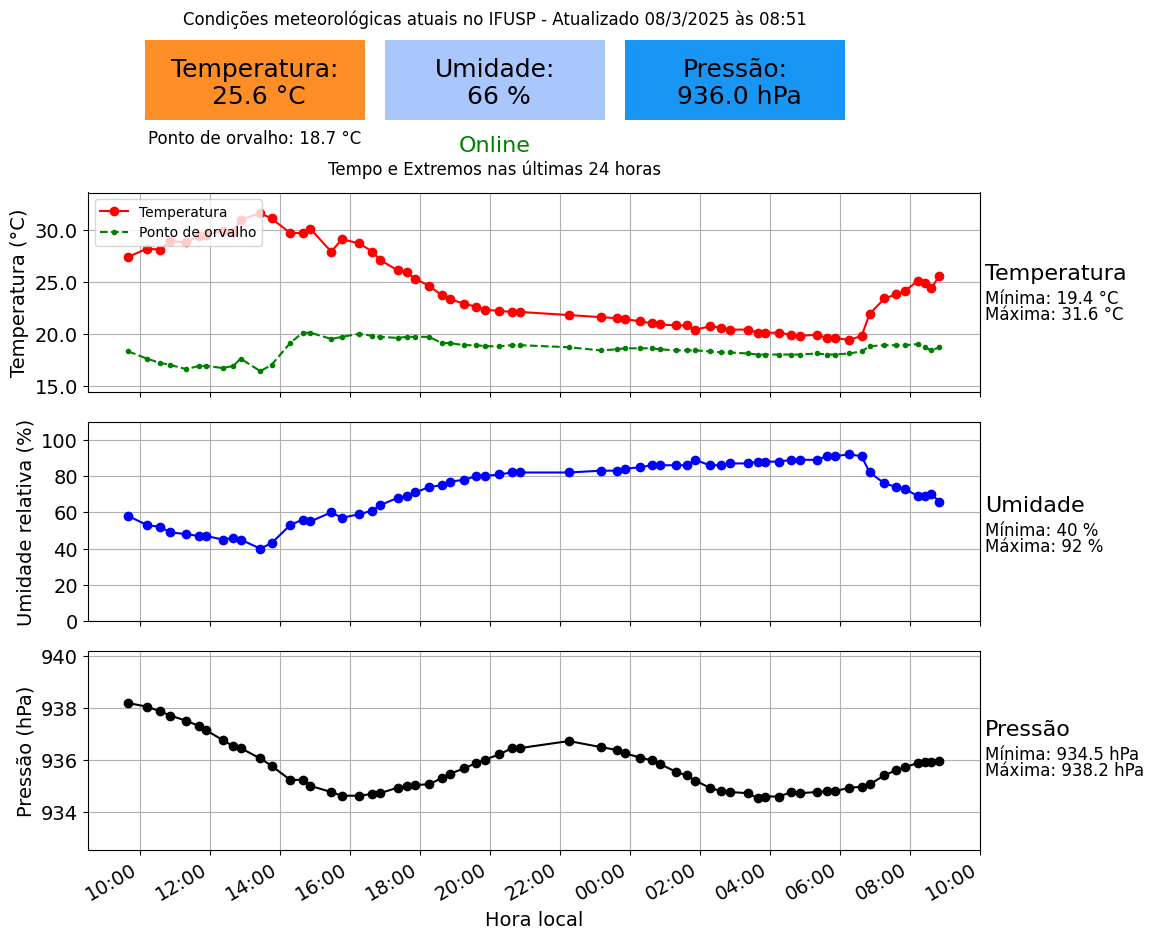 Condições meteorológicas atuais no IFUSP - Atualizado 08/3/2025 às 08:51
Temperatura:
25.6 °C
Umidade:
66 %
Pressão:
936.0 hPa
Ponto de orvalho: 18.7 °C
Online
Tempo e Extremos nas últimas 24 horas
Temperatura (°C)
30.0
25.0
20.0
15.0
Temperatura
Ponto de orvalho
Temperatura
Mínima: 19.4 °C
Máxima: 31.6 °C
Umidade relativa (%)
100
80
60
40
20
0
Umidade
Mínima: 40 %
Máxima: 92 %
Pressão (hPa)
940
938
936
934
Pressão
Mínima: 934.5 hPa
Máxima: 938.2 hPa
10:00 12:00 14:00 16:00 18:00 20:00 22:00 00:00 02:00 04:00 06:00 08:00 10:00
Hora local